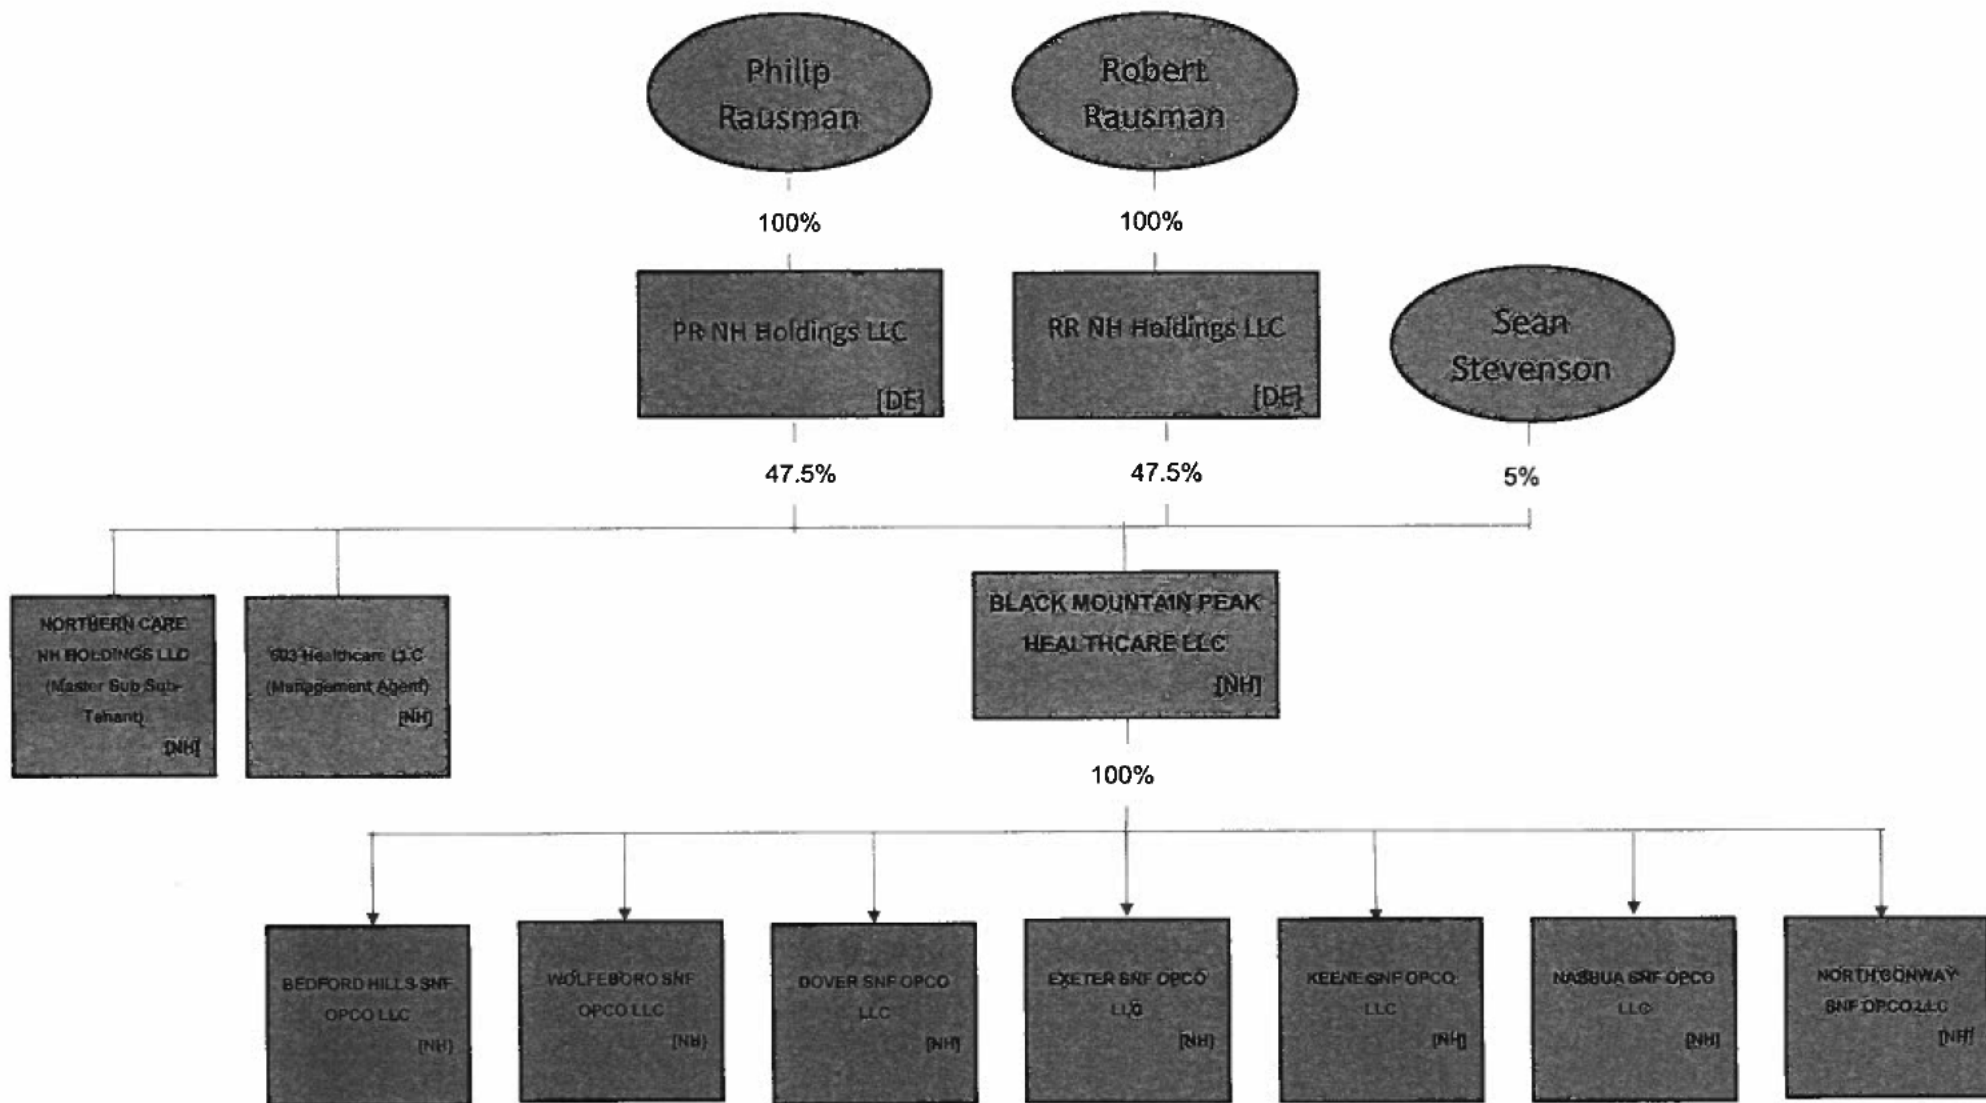 Philip
Rausman
Robert
Rausman
100%
100%
PR NH Holdings LLC
[DE]
RR NH Holdings LLC
[DE]
Sean
Stevenson
47.5%
47.5%
5%
NORTHERN CARE
NH HOLDINGS LLC
(Master Sub Sub-
Tenant)
[NH]
603 Healthcare LLC
(Management Agent)
[NH]
BLACK MOUNTAIN PEAK
HEALTHCARE LLC
[NH]
100%
BEDFORD HILLS SNF
OPCO LLC
[NH]
WOLFEBORO SNF
OPCO LLC
[NH]
DOVER SNF OPCO
LLC
[NH]
EXETER SNF OPCO
LLC
[NH]
KEENE SNF OPCO
LLC
[NH]
NASHUA SNF OPCO
LLC
[NH]
NORTH CONWAY
SNF OPCO LLC
[NH]